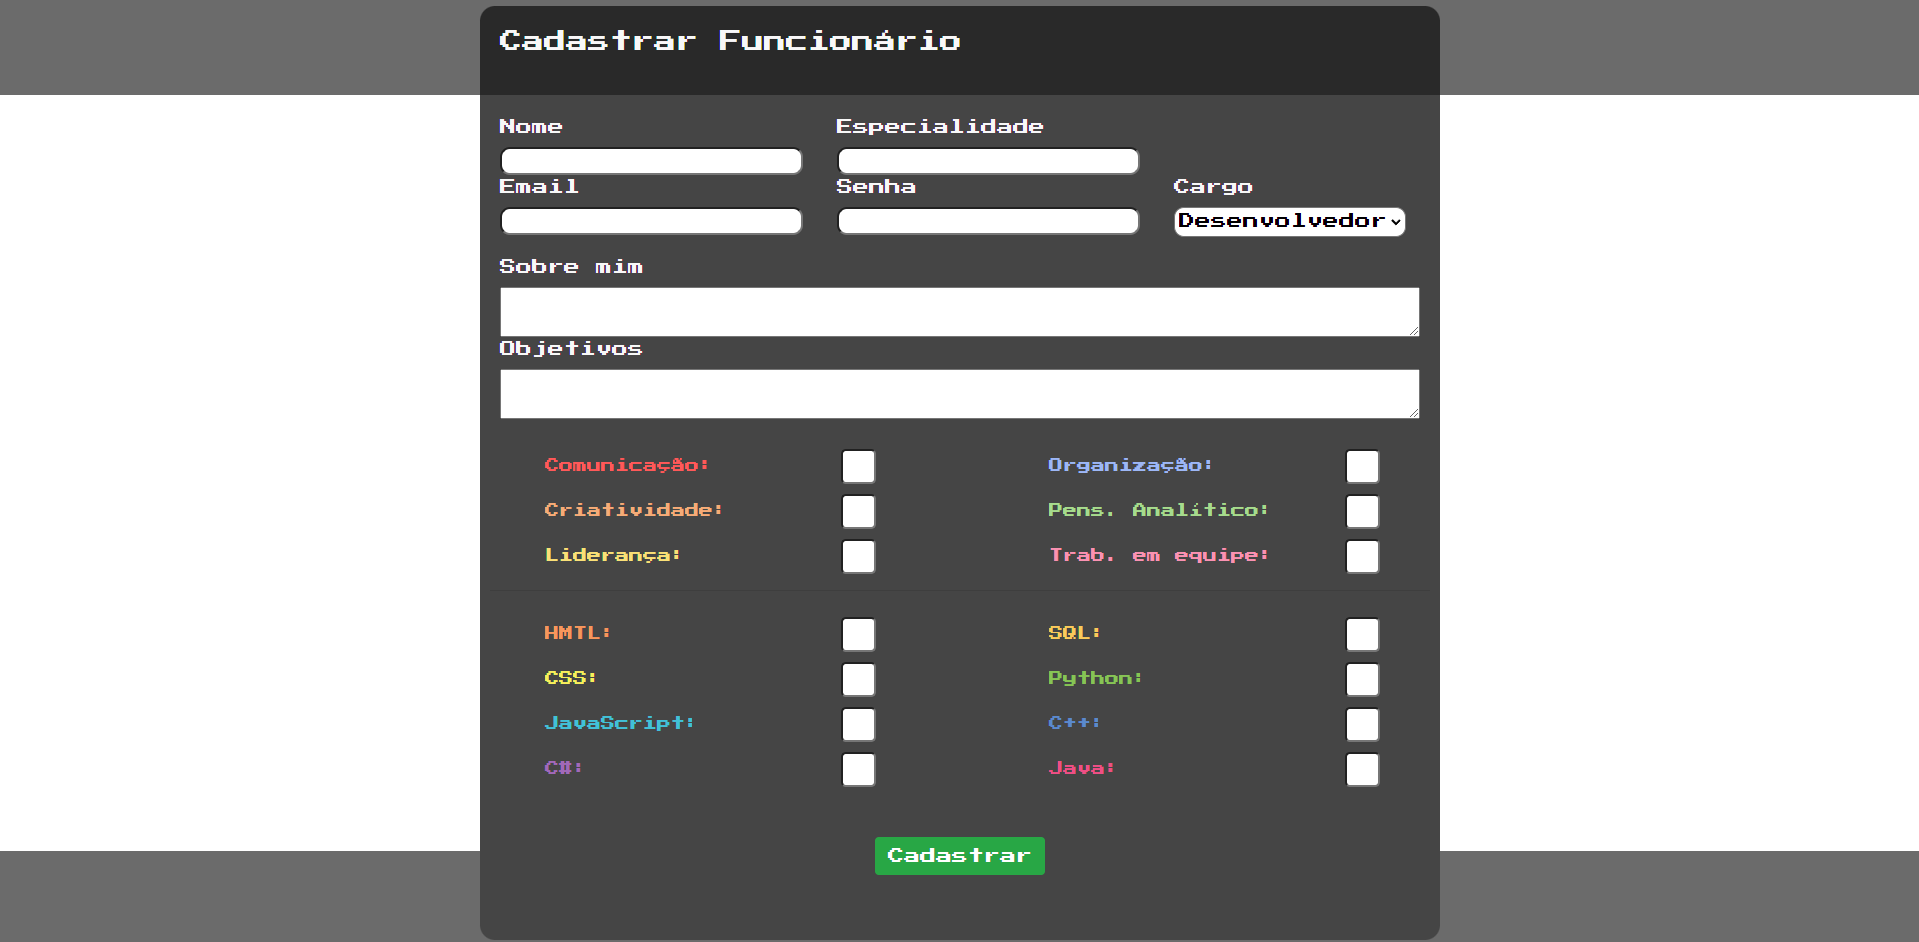 Cadastrar Funcionário
Nome Especialidade
Email Senha Cargo
Desenvolvedor
Sobre mim
Objetivos
Comunicação: Organização:
Criatividade: Pens. Analítico:
Liderança: Trab. em equipe:
HMTL: SQL:
CSS: Python:
JavaScript: C++:
C#: Java:
Cadastrar